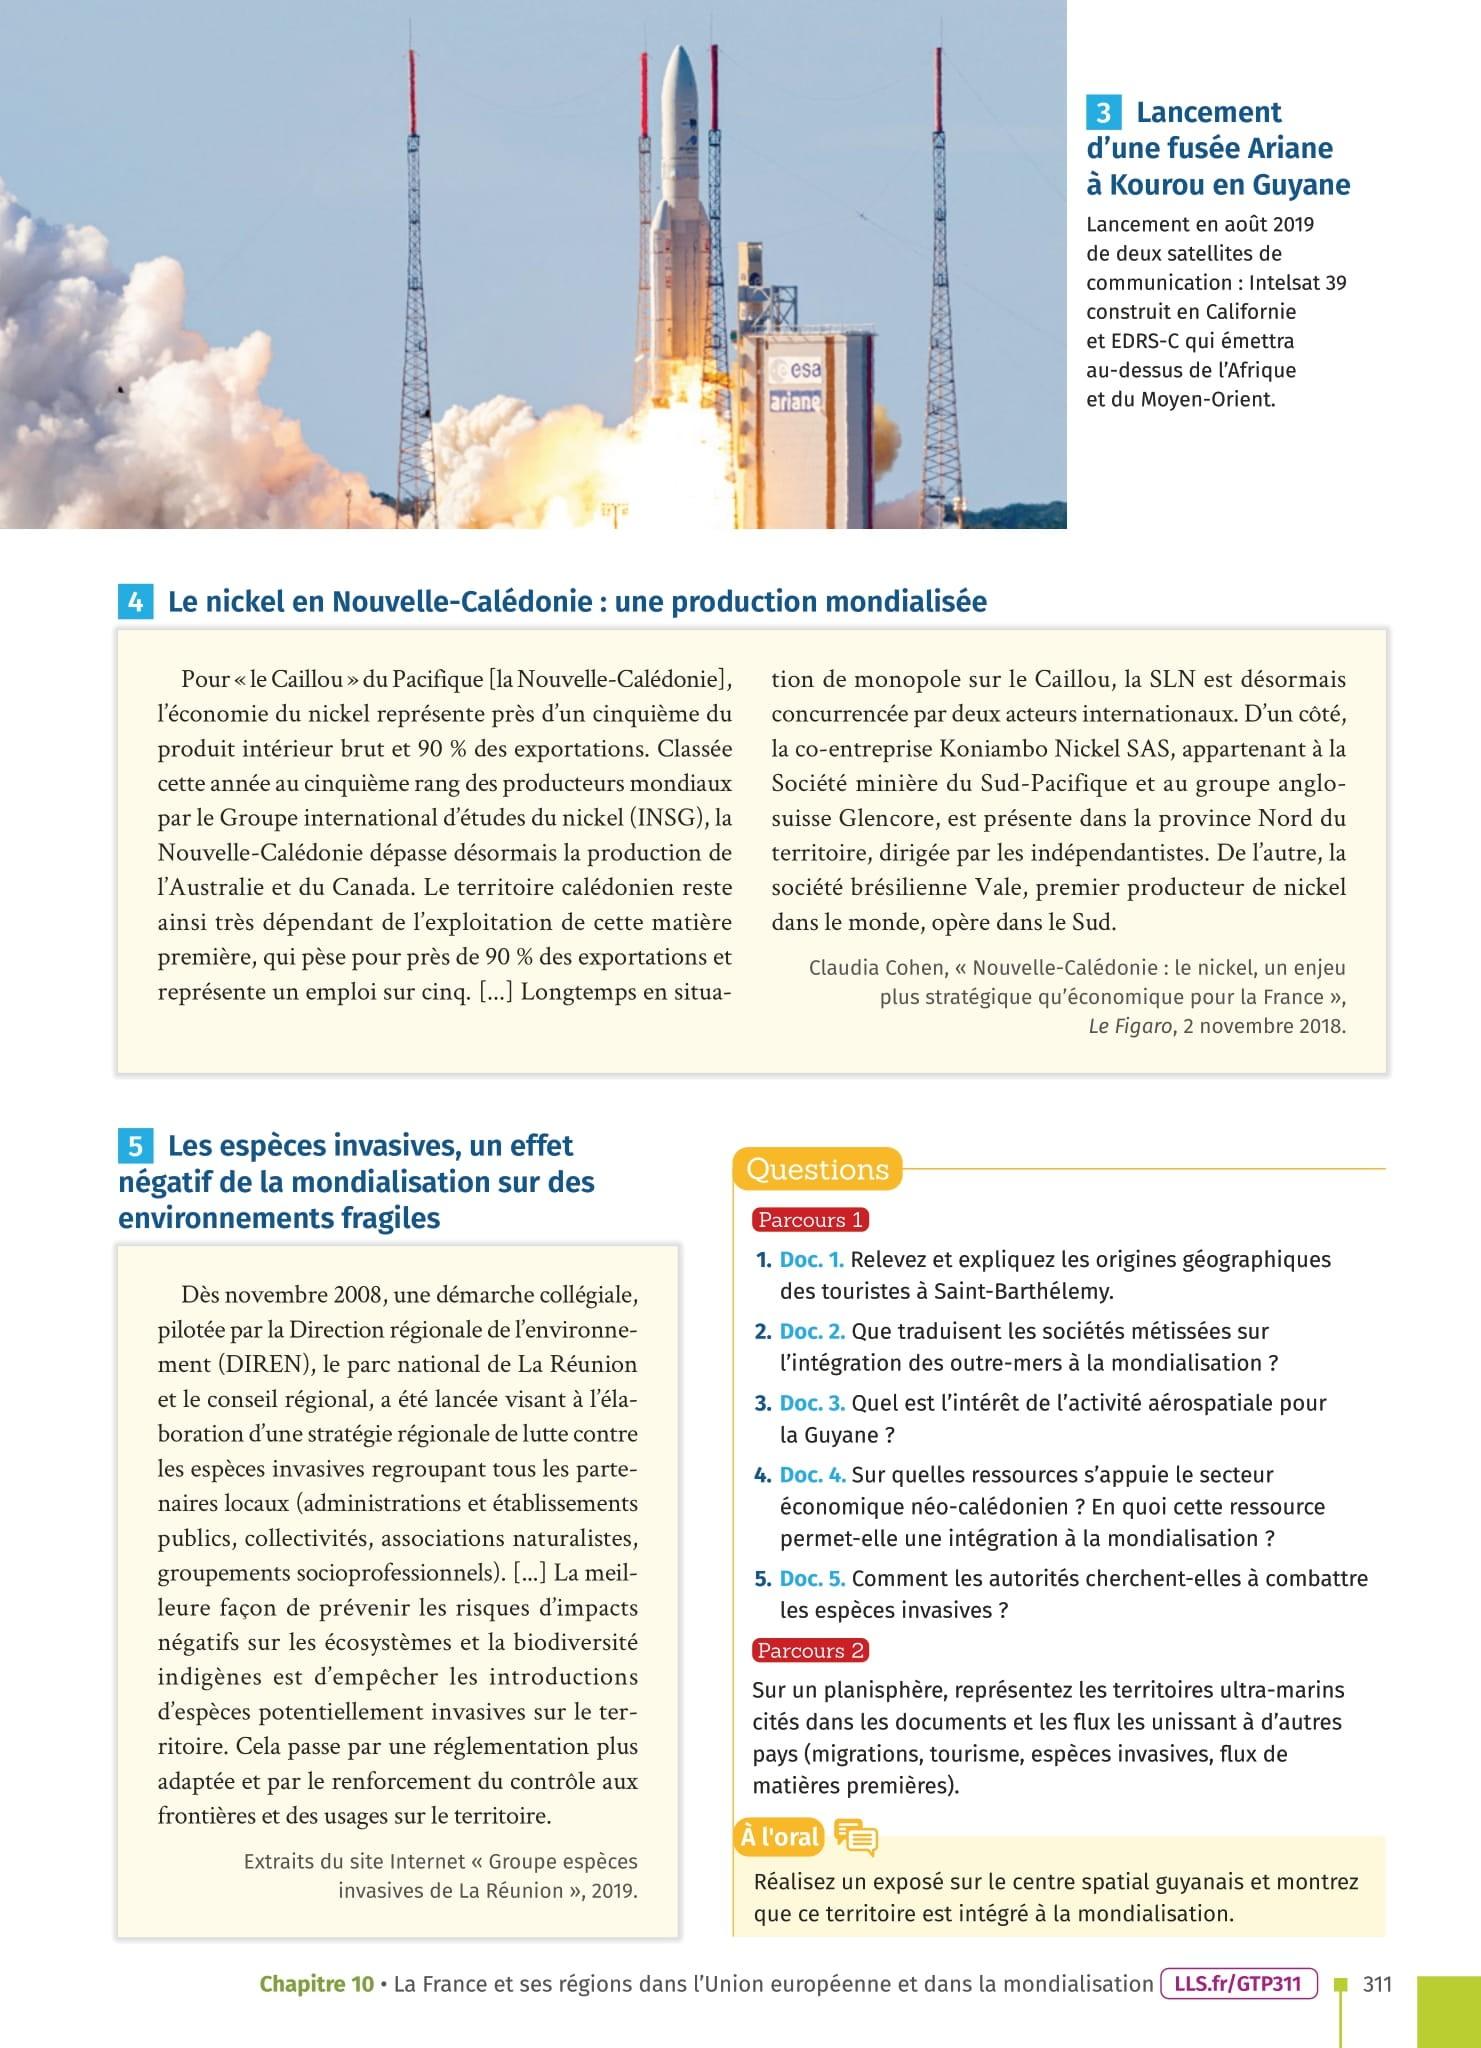 esa
ariane
3 Lancement
d'une fusée Ariane
à Kourou en Guyane
Lancement en août 2019
de deux satellites de
communication : Intelsat 39
construit en Californie
et EDRS-C qui émettra
au-dessus de l'Afrique
et du Moyen-Orient.
4 Le nickel en Nouvelle-Calédonie : une production mondialisée
Pour « le Caillou » du Pacifique [la Nouvelle-Calédonie],
l'économie du nickel représente près d'un cinquième du
produit intérieur brut et 90 % des exportations. Classée
cette année au cinquième rang des producteurs mondiaux
par le Groupe international d'études du nickel (INSG), la
Nouvelle-Calédonie dépasse désormais la production de
l'Australie et du Canada. Le territoire calédonien reste
ainsi très dépendant de l'exploitation de cette matière
première, qui pèse pour près de 90 % des exportations et
représente un emploi sur cinq. [...] Longtemps en situa-
tion de monopole sur le Caillou, la SLN est désormais
concurrencée par deux acteurs internationaux. D'un côté,
la co-entreprise Koniambo Nickel SAS, appartenant à la
Société minière du Sud-Pacifique et au groupe anglo-
suisse Glencore, est présente dans la province Nord du
territoire, dirigée par les indépendantistes. De l'autre, la
société brésilienne Vale, premier producteur de nickel
dans le monde, opère dans le Sud.
Claudia Cohen, « Nouvelle-Calédonie : le nickel, un enjeu
plus stratégique qu'économique pour la France »,
Le Figaro, 2 novembre 2018.
5 Les espèces invasives, un effet
négatif de la mondialisation sur des
environnements fragiles
Dès novembre 2008, une démarche collégiale,
pilotée par la Direction régionale de l'environne-
ment (DIREN), le parc national de La Réunion
et le conseil régional, a été lancée visant à l'éla-
boration d'une stratégie régionale de lutte contre
les espèces invasives regroupant tous les parte-
naires locaux (administrations et établissements
publics, collectivités, associations naturalistes,
groupements socioprofessionnels). [...] La meil-
leure façon de prévenir les risques d'impacts
négatifs sur les écosystèmes et la biodiversité
indigènes est d'empêcher les introductions
d'espèces potentiellement invasives sur le ter-
ritoire. Cela passe par une réglementation plus
adaptée et par le renforcement du contrôle aux
frontières et des usages sur le territoire.
Extraits du site Internet « Groupe espèces
invasives de La Réunion », 2019.
Questions
Parcours 1
1. Doc. 1. Relevez et expliquez les origines géographiques
des touristes à Saint-Barthélemy.
2. Doc. 2. Que traduisent les sociétés métissées sur
l'intégration des outre-mers à la mondialisation ?
3. Doc. 3. Quel est l'intérêt de l'activité aérospatiale pour
la Guyane ?
4. Doc. 4. Sur quelles ressources s'appuie le secteur
économique néo-calédonien ? En quoi cette ressource
permet-elle une intégration à la mondialisation ?
5. Doc. 5. Comment les autorités cherchent-elles à combattre
les espèces invasives ?
Parcours 2
Sur un planisphère, représentez les territoires ultra-marins
cités dans les documents et les flux les unissant à d'autres
pays (migrations, tourisme, espèces invasives, flux de
matières premières).
À l'oral
Réalisez un exposé sur le centre spatial guyanais et montrez
que ce territoire est intégré à la mondialisation.
Chapitre 10 • La France et ses régions dans l'Union européenne et dans la mondialisation LLS.fr/GTP311 311